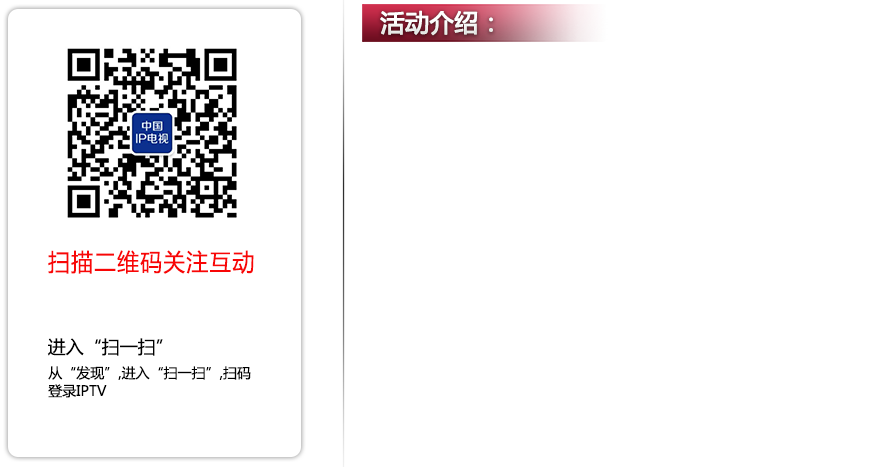 中国
IP电视
扫描二维码关注互动
进入“扫一扫”
从“发现”,进入“扫一扫”,扫码
登录IPTV
活动介绍：